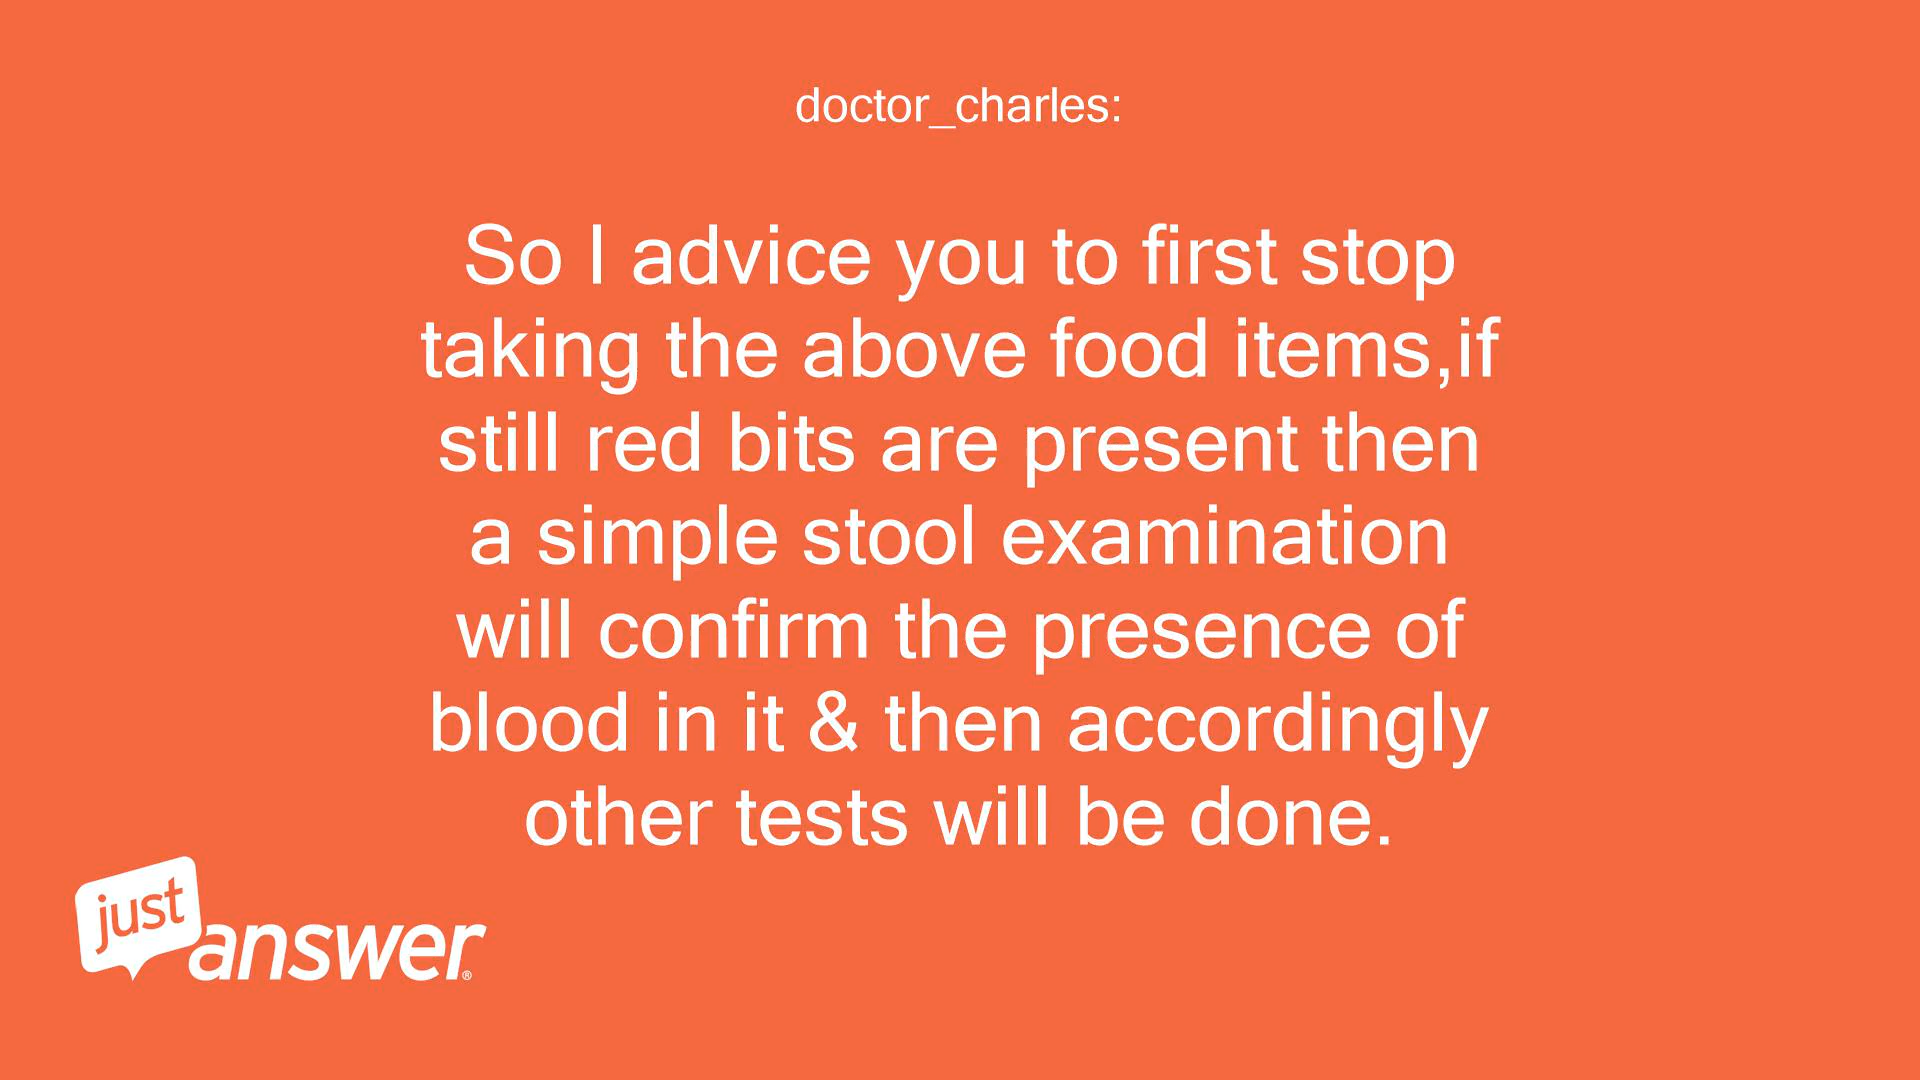 doctor_charles:
So I advice you to first stop
taking the above food items,if
still red bits are present then
a simple stool examination
will confirm the presence of
blood in it & then accordingly
other tests will be done.
just
answer®